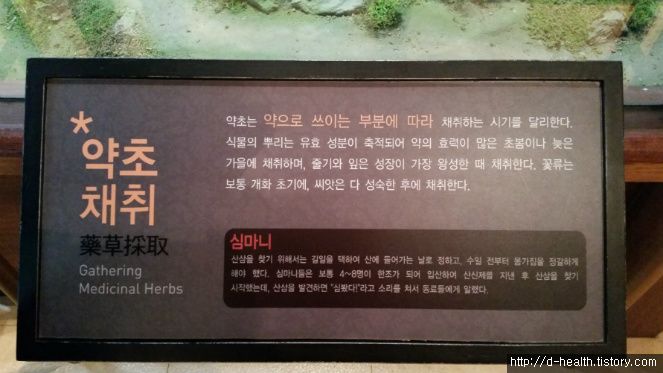 *약초
채취
藥草採取
Gathering
Medicinal Herbs
약초는 약으로 쓰이는 부분에 따라 채취하는 시기를 달리한다.
식물의 뿌리는 유효 성분이 축적되어 약의 효력이 많은 초봄이나 늦은
가을에 채취하며, 줄기와 잎은 성장이 가장 왕성한 때 채취한다. 꽃류는
보통 개화 초기에, 씨앗은 다 성숙한 후에 채취한다.
심마니
산삼을 찾기 위해서는 길일을 택하여 산에 들어가는 날로 정하고, 수일 전부터 몸가짐을 정갈하게
해야 했다. 심마니들은 보통 4~8명이 한조가 되어 입산하여 산신제를 지낸 후 산삼을 찾기
시작했는데, 산삼을 발견하면 "심봤다!"라고 소리를 쳐서 동료들에게 알렸다.
http://d-health.tistory.com